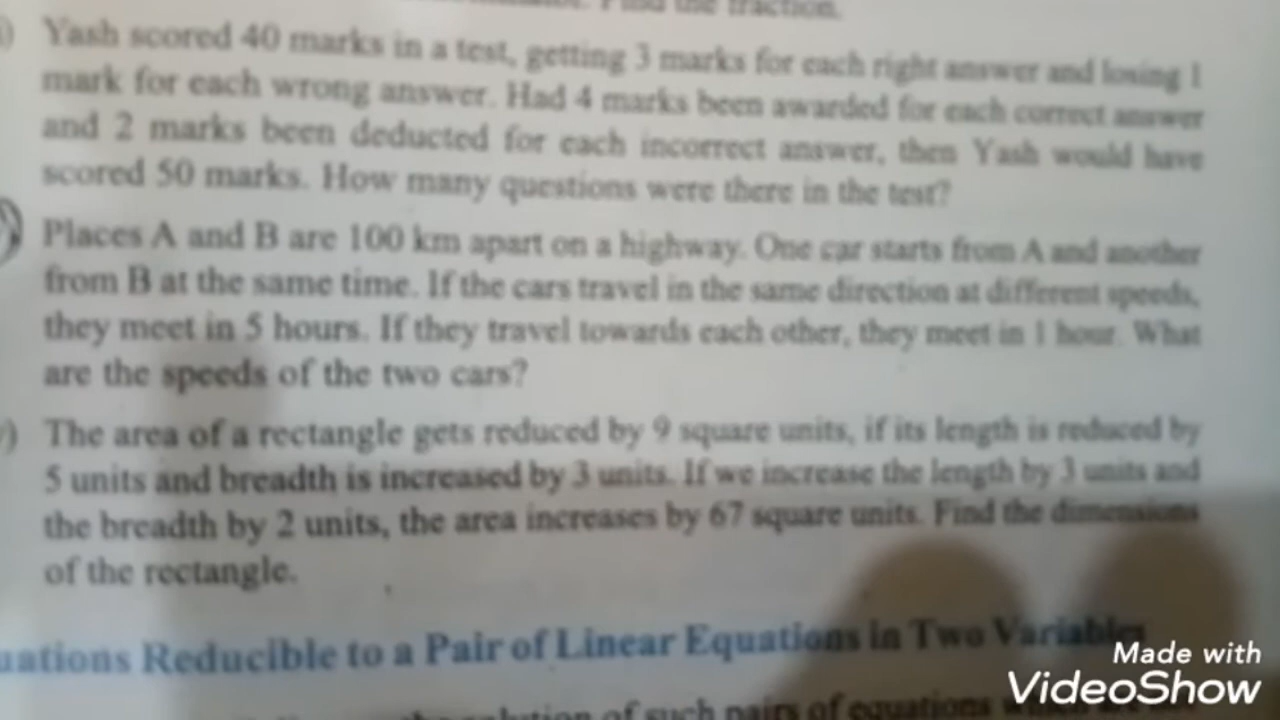 Find the fraction.
) Yash scored 40 marks in a test, getting 3 marks for each right answer and losing 1
mark for each wrong answer. Had 4 marks been awarded for each correct answer
and 2 marks been deducted for each incorrect answer, then Yash would have
scored 50 marks. How many questions were there in the test?
) Places A and B are 100 km apart on a highway. One car starts from A and another
from B at the same time. If the cars travel in the same direction at different speeds,
they meet in 5 hours. If they travel towards each other, they meet in 1 hour. What
are the speeds of the two cars?
) The area of a rectangle gets reduced by 9 square units, if its length is reduced by
5 units and breadth is increased by 3 units. If we increase the length by 3 units and
the breadth by 2 units, the area increases by 67 square units. Find the dimensions
of the rectangle.
uations Reducible to a Pair of Linear Equations in Two Variables
solution of such pairs of equations
Made with
VideoShow